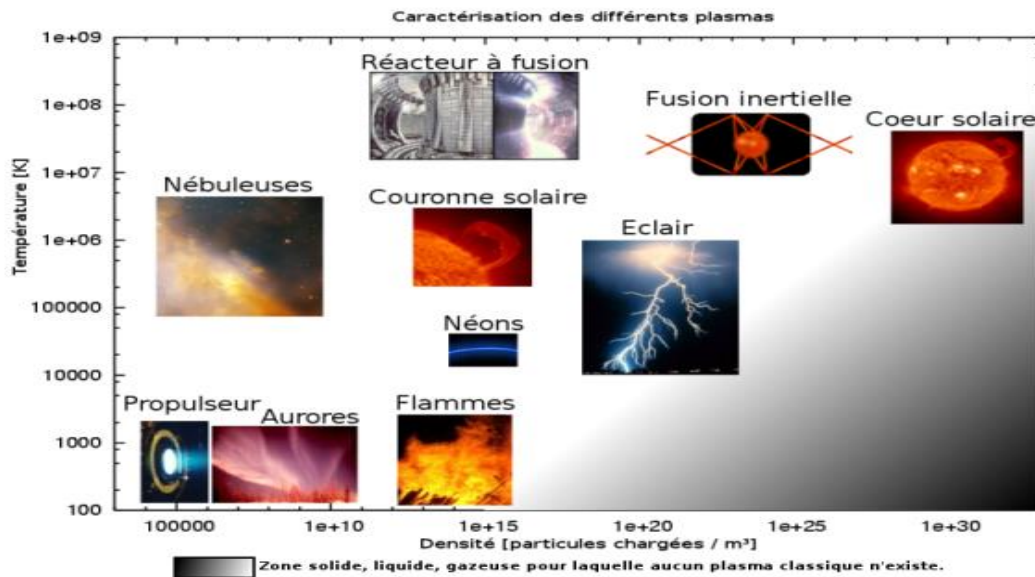 Caractérisation des différents plasmas
1e+09
Réacteur à fusion
1e+08
Fusion inertielle
Coeur solaire
1e+07
Nébuleuses
Couronne solaire
Température [K]
1e+06
Eclair
100000
Néons
10000
Propulseur
Aurores
Flammes
1000
100
100000 1e+10 1e+15 1e+20 1e+25 1e+30
Densité [particules chargées / m³]
Zone solide, liquide, gazeuse pour laquelle aucun plasma classique n'existe.